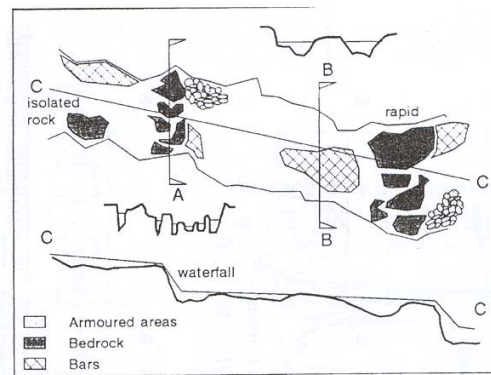 B
C
isolated
rock
rapid
A
B
C
C
waterfall
C
Armoured areas
Bedrock
Bars